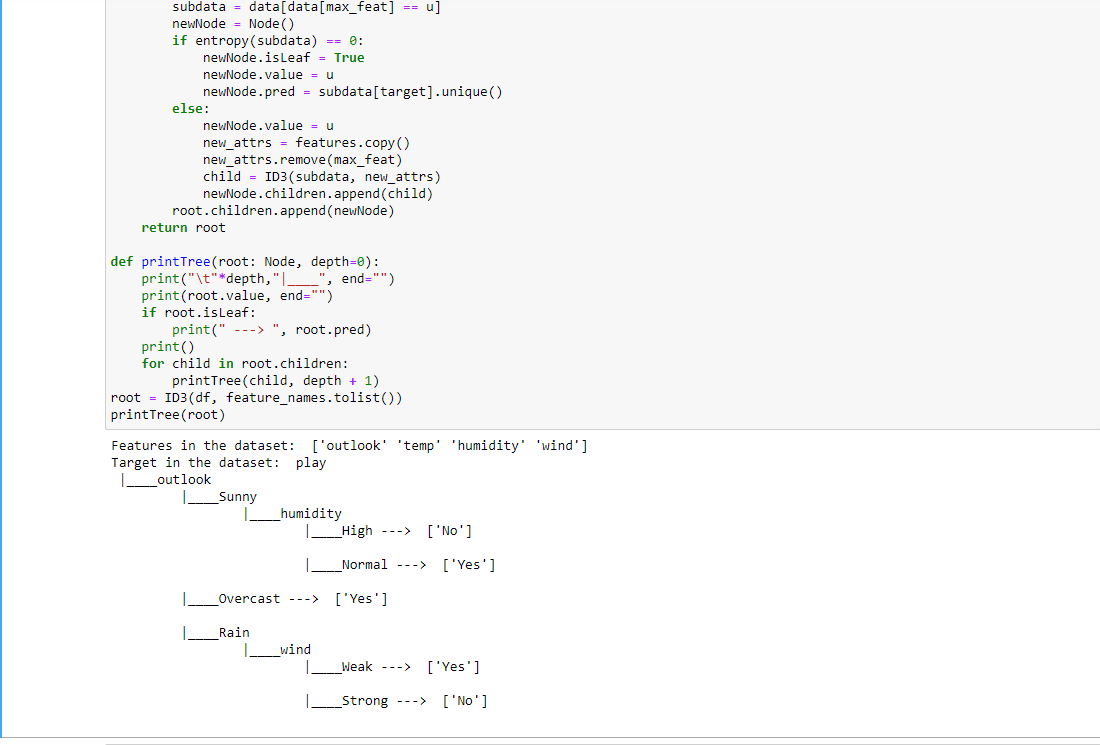 subdata = data[data[max_feat] == u]
        newNode = Node()
        if entropy(subdata) == 0:
            newNode.isLeaf = True
            newNode.value = u
            newNode.pred = subdata[target].unique()
        else:
            newNode.value = u
            new_attrs = features.copy()
            new_attrs.remove(max_feat)
            child = ID3(subdata, new_attrs)
            newNode.children.append(child)
        root.children.append(newNode)
    return root

def printTree(root: Node, depth=0):
    print("\t"*depth,"|____", end="")
    print(root.value, end="")
    if root.isLeaf:
        print(" ---> ", root.pred)
    print()
    for child in root.children:
        printTree(child, depth + 1)
root = ID3(df, feature_names.tolist())
printTree(root)
Features in the dataset:  ['outlook' 'temp' 'humidity' 'wind']
Target in the dataset:  play
 |____outlook
	 |____Sunny
		 |____humidity
			 |____High --->  ['No']

			 |____Normal --->  ['Yes']

	 |____Overcast --->  ['Yes']

	 |____Rain
		 |____wind
			 |____Weak --->  ['Yes']

			 |____Strong --->  ['No']